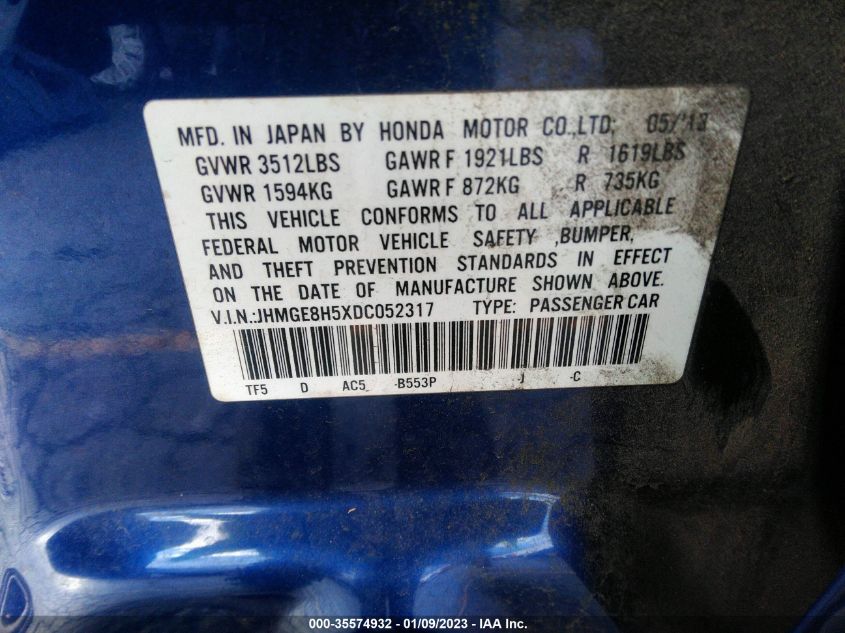 MFD. IN JAPAN BY HONDA MOTOR CO.,LTD; 05/'13
GVWR 3512LBS GAWR F 1921LBS R 1619LBS
GVWR 1594KG GAWR F 872KG R 735KG
THIS VEHICLE CONFORMS TO ALL APPLICABLE
FEDERAL MOTOR VEHICLE SAFETY ,BUMPER,
AND THEFT PREVENTION STANDARDS IN EFFECT
ON THE DATE OF MANUFACTURE SHOWN ABOVE.
V.I.N.:JHMGE8H5XDC052317 TYPE: PASSENGER CAR
TF5 D AC5 -B553P -J -C
000-35574932 - 01/09/2023 - IAA Inc.